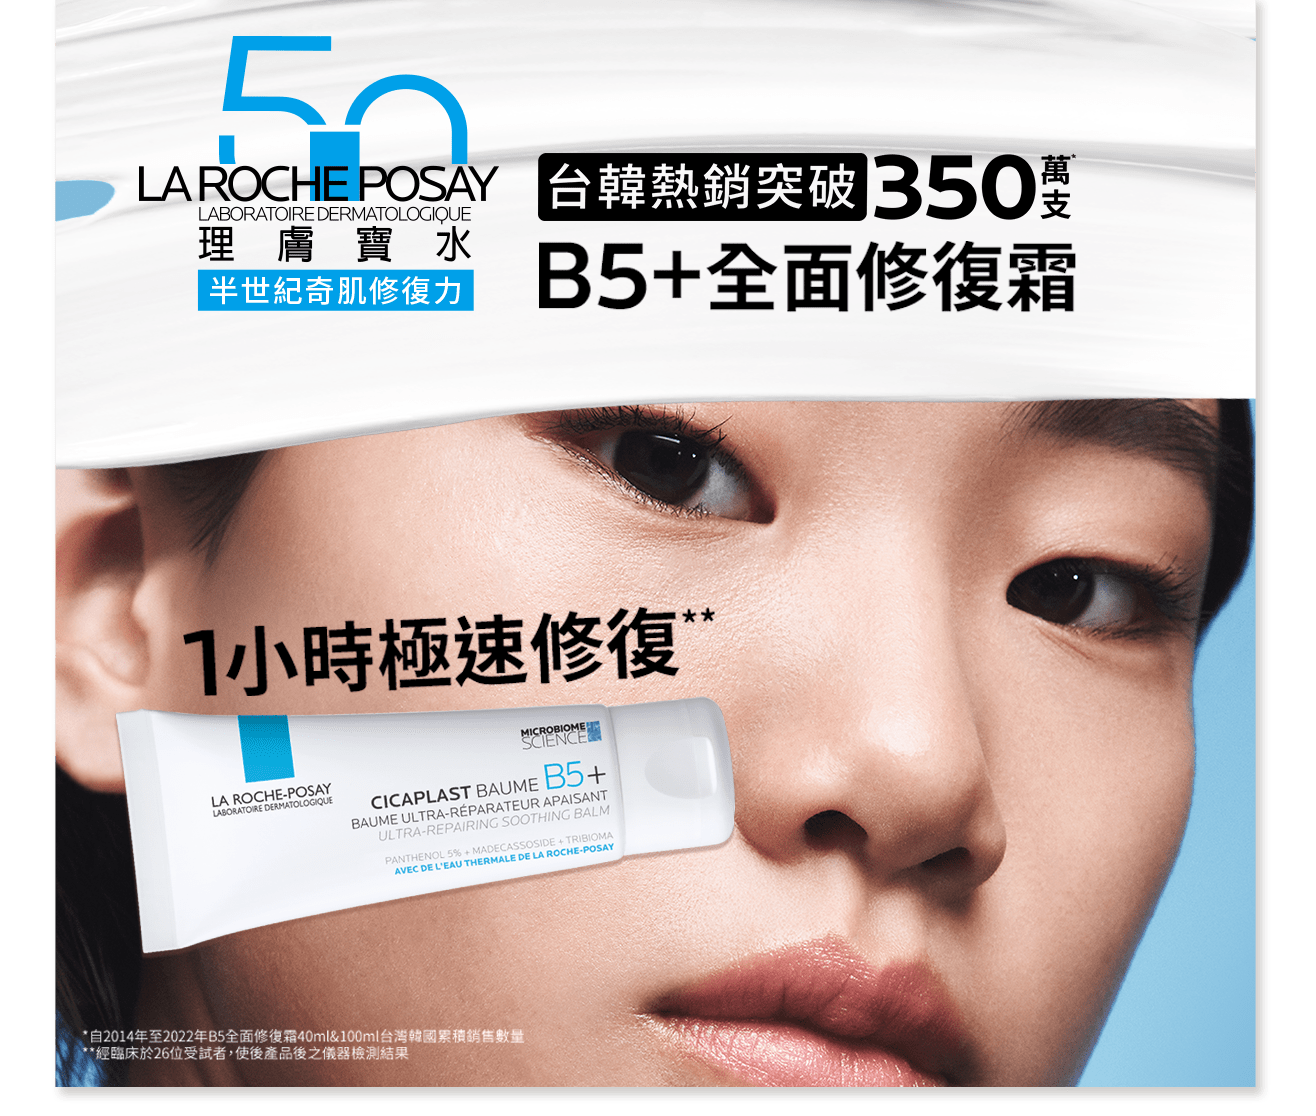 50
LA ROCHE POSAY
LABORATOIRE DERMATOLOGIQUE
理膚寶水
半世紀奇肌修復力
台韓熱銷突破350萬支*
B5+全面修復霜
1小時極速修復**
MICROBIOME
SCIENCE
LA ROCHE-POSAY
LABORATOIRE DERMATOLOGIQUE
CICAPLAST BAUME B5+
BAUME ULTRA-RÉPARATEUR APAISANT
ULTRA-REPAIRING SOOTHING BALM
PANTHENOL 5% + MADECASSOSIDE + TRIBIOMA
AVEC DE L'EAU THERMALE DE LA ROCHE-POSAY
*自2014年至2022年B5全面修復霜40ml&100ml台灣韓國累積銷售數量
**經臨床於26位受試者,使後產品後之儀器檢測結果